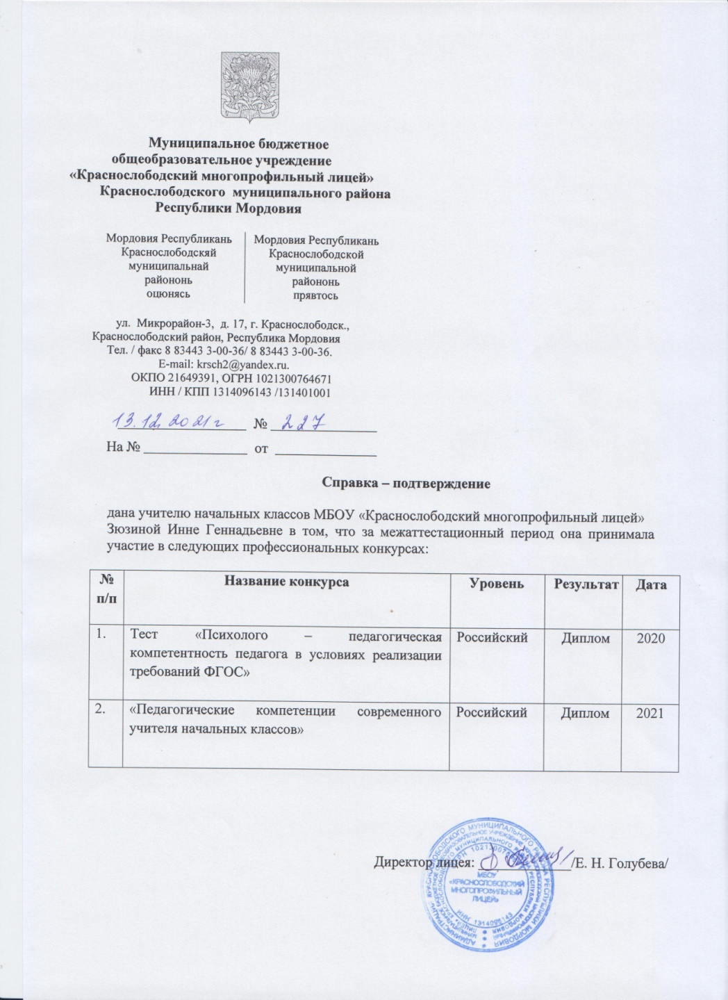 Муниципальное бюджетное
общеобразовательное учреждение
«Краснослободский многопрофильный лицей»
Краснослободского муниципального района
Республики Мордовия
Мордовия Республикань
Краснослободскяй
муниципальнай
райононь
оцюнясь
Мордовия Республикань
Краснослободской
муниципальной
райононь
прявтось
ул. Микрорайон-3, д. 17, г. Краснослободск.,
Краснослободский район, Республика Мордовия
Тел. / факс 8 83443 3-00-36/ 8 83443 3-00-36.
E-mail: krsch2@yandex.ru.
ОКПО 21649391, ОГРН 1021300764671
ИНН / КПП 1314096143 /131401001
13.12.2021 г № 227
На № от
Справка – подтверждение
дана учителю начальных классов МБОУ «Краснослободский многопрофильный лицей»
Зюзиной Инне Геннадьевне в том, что за межаттестационный период она принимала
участие в следующих профессиональных конкурсах:
№ п/п Название конкурса Уровень Результат Дата
1. Тест «Психолого – педагогическая Российский Диплом 2020
компетентность педагога в условиях реализации
требований ФГОС»
2. «Педагогические компетенции современного Российский Диплом 2021
учителя начальных классов»
Директор лицея: /Е. Н. Голубева/
МБОУ
«КРАСНОСЛОБОДСКИЙ
МНОГОПРОФИЛЬНЫЙ
ЛИЦЕЙ»
ИНН 1314096143